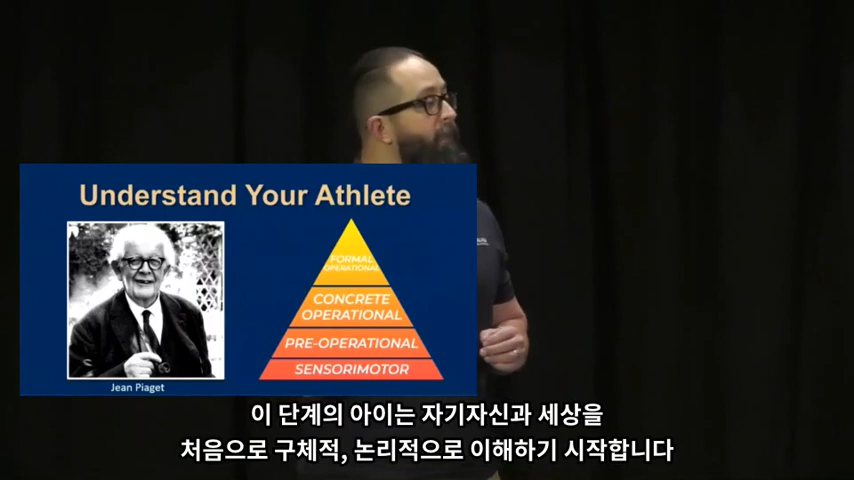 Understand Your Athlete
FORMAL
OPERATIONAL
CONCRETE
OPERATIONAL
PRE-OPERATIONAL
SENSORIMOTOR
Jean Piaget
이 단계의 아이는 자기자신과 세상을
처음으로 구체적, 논리적으로 이해하기 시작합니다